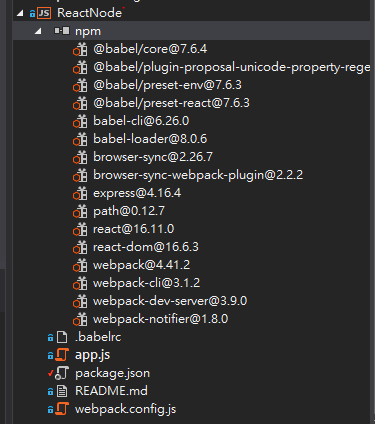 ReactNode
npm
@babel/core@7.6.4
@babel/plugin-proposal-unicode-property-rege
@babel/preset-env@7.6.3
@babel/preset-react@7.6.3
babel-cli@6.26.0
babel-loader@8.0.6
browser-sync@2.26.7
browser-sync-webpack-plugin@2.2.2
express@4.16.4
path@0.12.7
react@16.11.0
react-dom@16.6.3
webpack@4.41.2
webpack-cli@3.1.2
webpack-dev-server@3.9.0
webpack-notifier@1.8.0
.babelrc
app.js
package.json
README.md
webpack.config.js